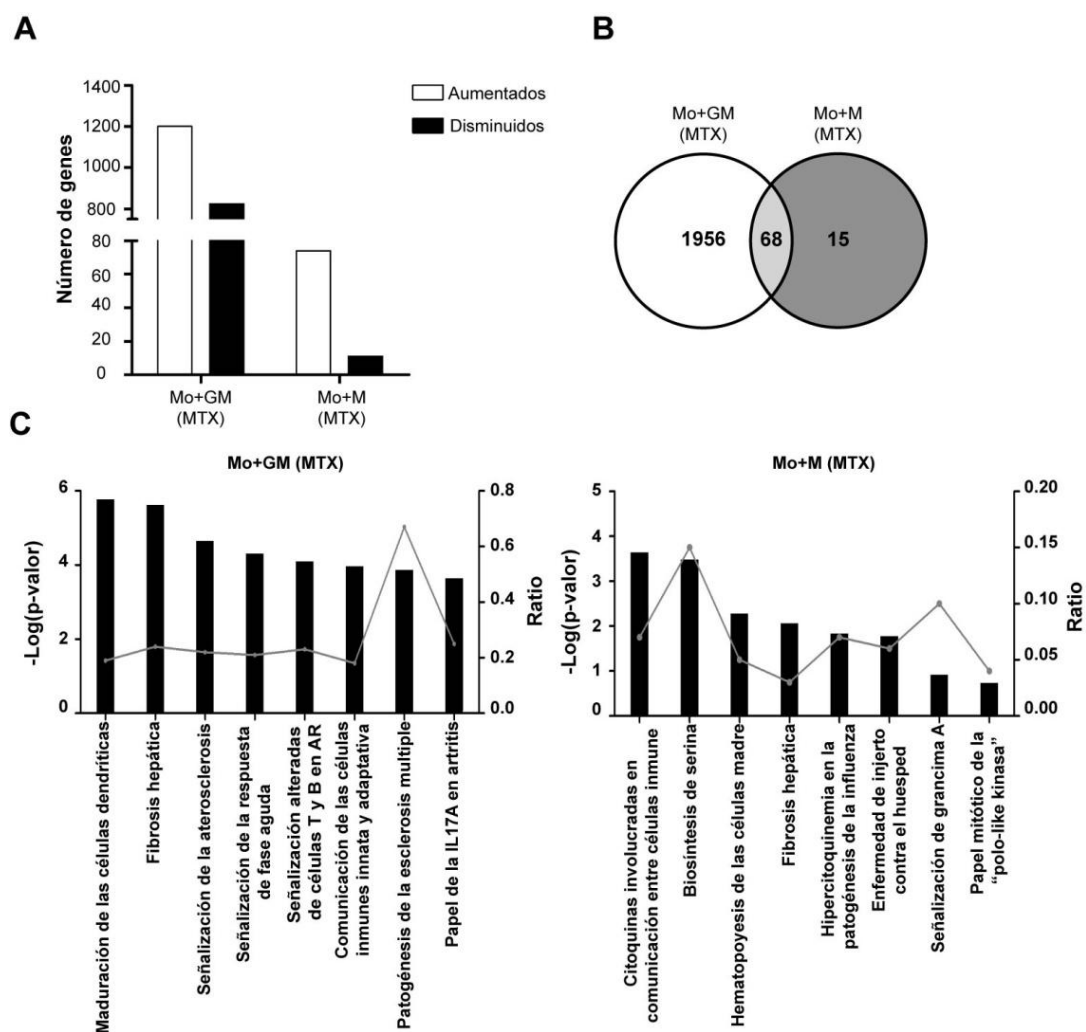 A
1400
1200
1000
800
80
60
40
20
0
Número de genes
Mo+GM
(MTX)
Mo+M
(MTX)
Aumentados
Disminuidos
B
Mo+GM
(MTX)
Mo+M
(MTX)
1956
68
15
C
Mo+GM (MTX)
6
4
2
0
-Log(p-valor)
0.8
0.6
0.4
0.2
0.0
Ratio
Maduración de las células dendríticas
Fibrosis hepática
Señalización de la aterosclerosis
Señalización de la respuesta
de fase aguda
Señalización alteradas
de células T y B en AR
Comunicación de las células
inmunes innata y adaptativa
Patogénesis de la esclerosis multiple
Papel de la IL17A en artritis
Mo+M (MTX)
5
4
3
2
1
0
-Log(p-valor)
0.20
0.15
0.10
0.05
0.00
Ratio
Citoquinas involucradas en
comunicación entre células inmune
Biosíntesis de serina
Hematopoyesis de las células madre
Fibrosis hepática
Hipercitoquinemia en la
patogénesis de la influenza
Enfermedad de injerto
contra el huesped
Señalización de grancima A
Papel mitótico de la
“polo-like kinasa”